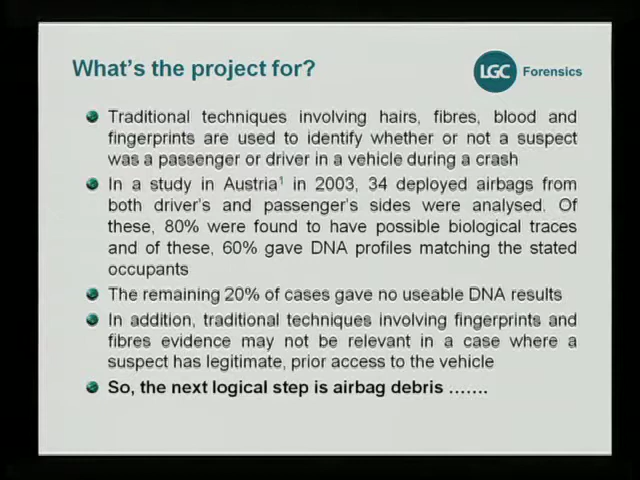 What's the project for?
LGC Forensics
Traditional techniques involving hairs, fibres, blood and
fingerprints are used to identify whether or not a suspect
was a passenger or driver in a vehicle during a crash
In a study in Austria¹ in 2003, 34 deployed airbags from
both driver's and passenger's sides were analysed. Of
these, 80% were found to have possible biological traces
and of these, 60% gave DNA profiles matching the stated
occupants
The remaining 20% of cases gave no useable DNA results
In addition, traditional techniques involving fingerprints and
fibres evidence may not be relevant in a case where a
suspect has legitimate, prior access to the vehicle
So, the next logical step is airbag debris …….